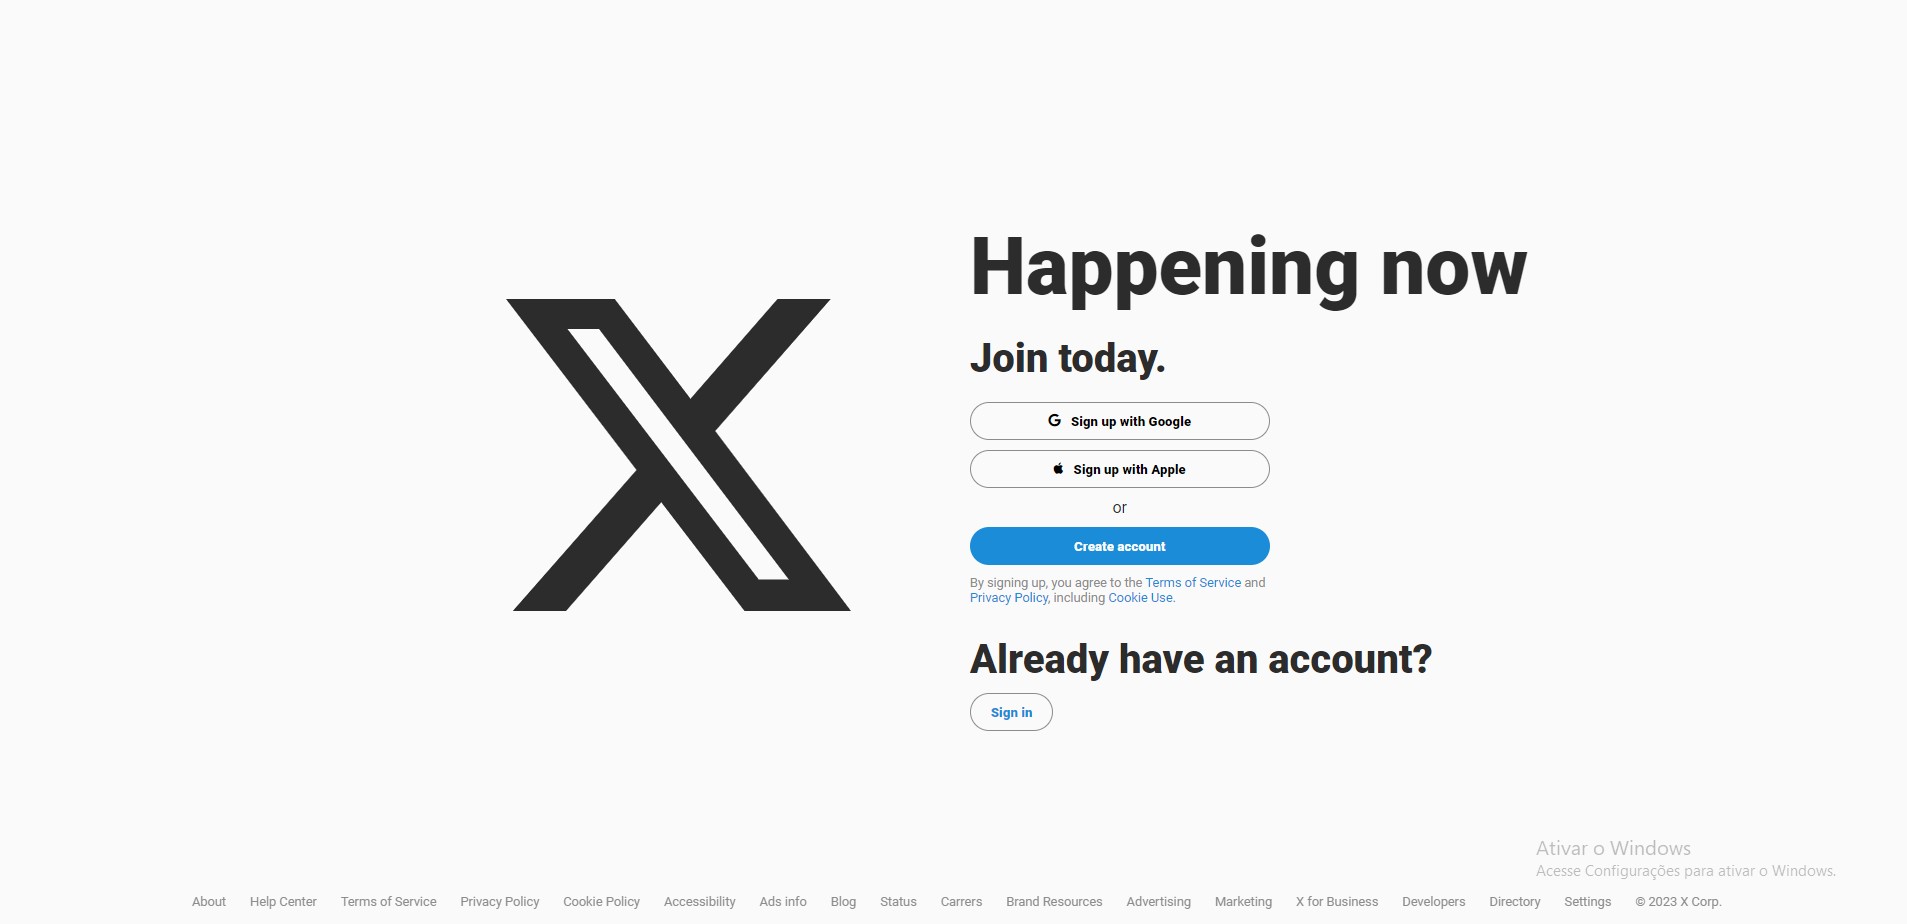 Happening now
Join today.
Sign up with Google
Sign up with Apple
or
Create account
By signing up, you agree to the Terms of Service and
Privacy Policy, including Cookie Use.
Already have an account?
Sign in
Ativar o Windows
Acesse Configurações para ativar o Windows.
About Help Center Terms of Service Privacy Policy Cookie Policy Accessibility Ads info Blog Status Carrers Brand Resources Advertising Marketing X for Business Developers Directory Settings © 2023 X Corp.